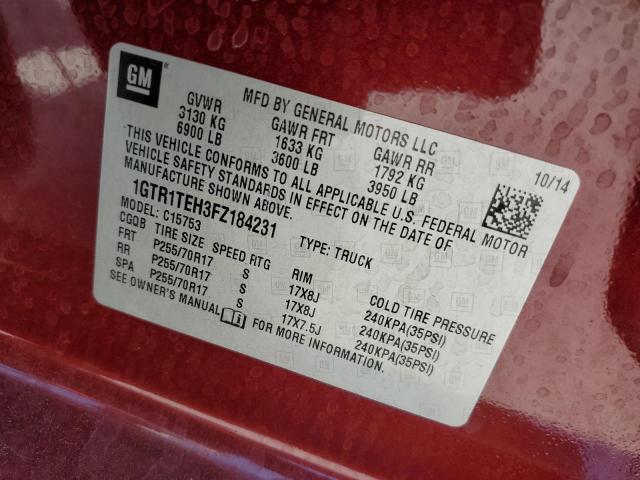 GM
MFD BY GENERAL MOTORS LLC
10/14
GVWR GAWR FRT GAWR RR
3130 KG 1633 KG 1792 KG
6900 LB 3600 LB 3950 LB
THIS VEHICLE CONFORMS TO ALL APPLICABLE U.S. FEDERAL MOTOR
VEHICLE SAFETY STANDARDS IN EFFECT ON THE DATE OF
MANUFACTURE SHOWN ABOVE.
1GTR1TEH3FZ184231 TYPE: TRUCK
MODEL: C15753
CGQB TIRE SIZE SPEED RTG RIM COLD TIRE PRESSURE
FRT P255/70R17 S 17X8J 240KPA(35PSI)
RR P255/70R17 S 17X8J 240KPA(35PSI)
SPA P255/70R17 S 17X7.5J 240KPA(35PSI)
SEE OWNER'S MANUAL FOR MORE INFORMATION.